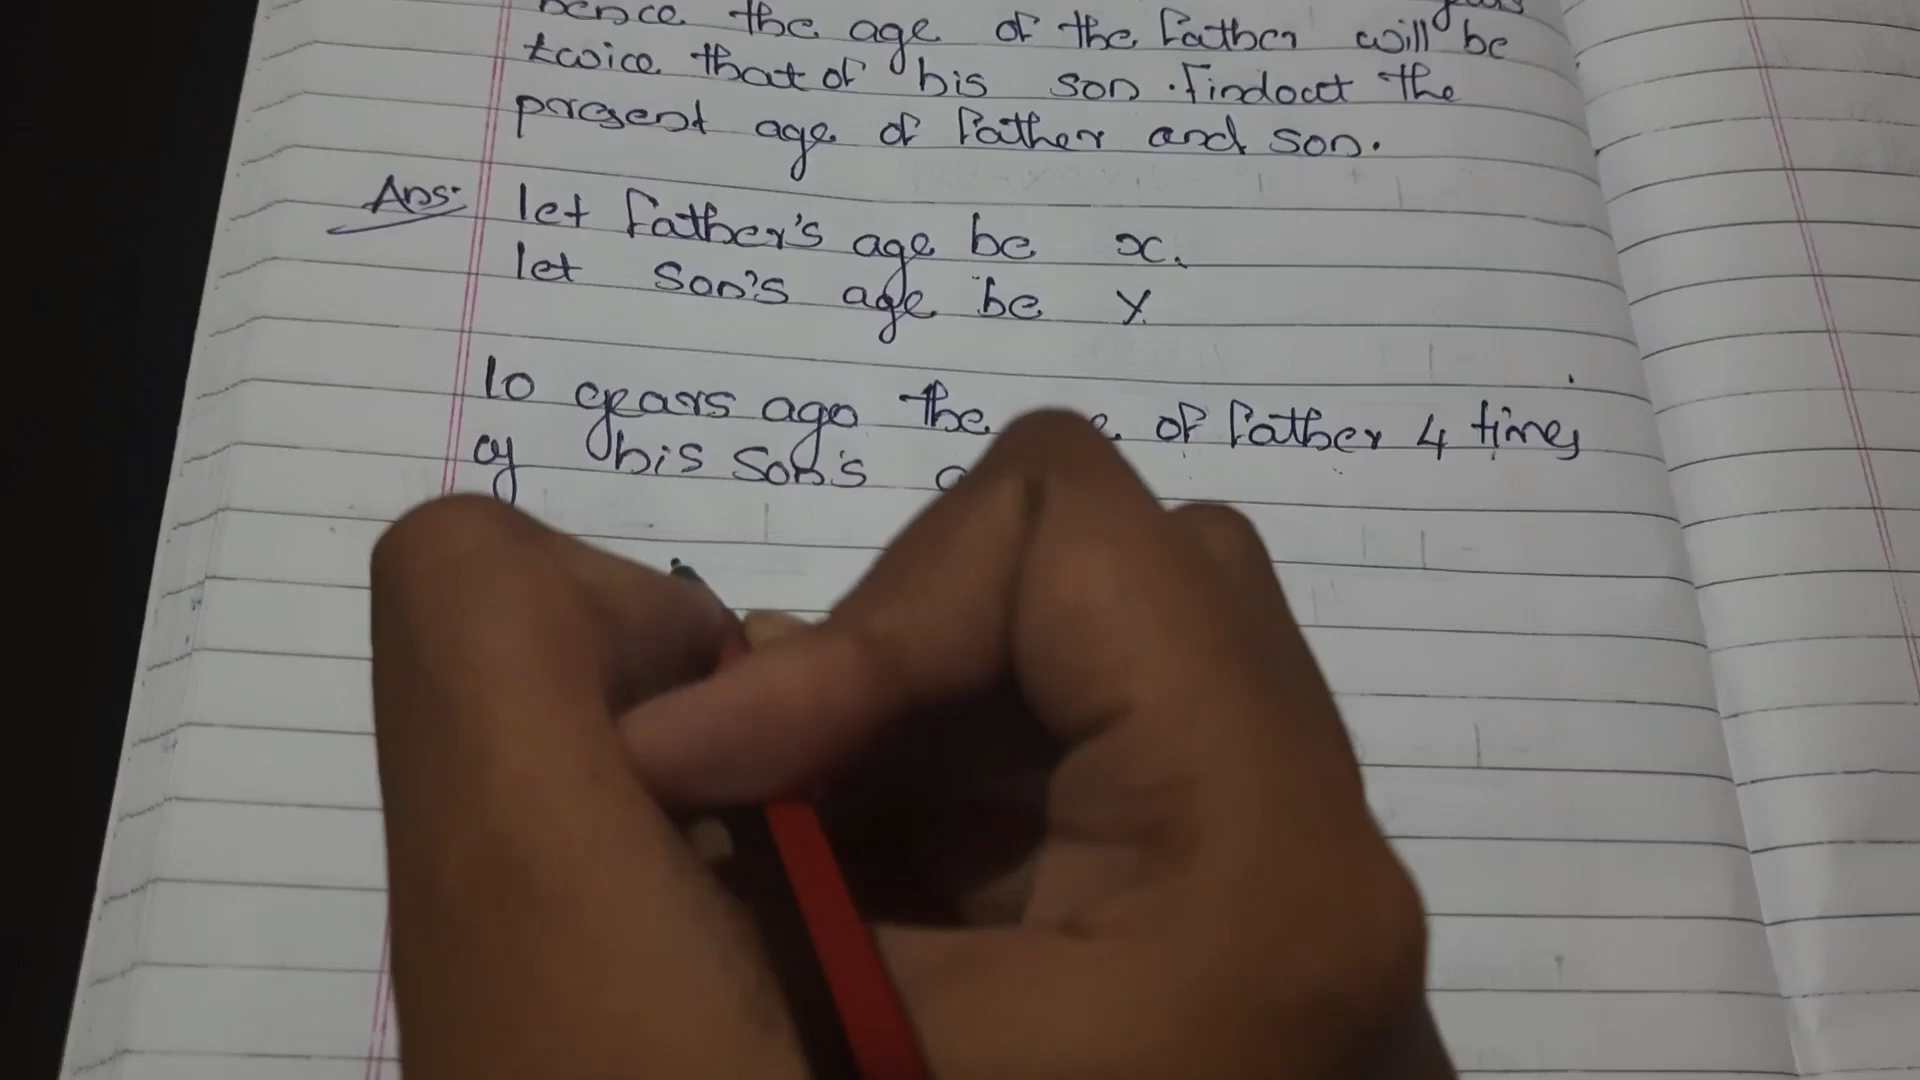 hence the age of the father will be
twice that of his son. Findout the
present age of father and son.
Ans:
let father's age be x.
let son's age be y
10 years ago the of father 4 times
of his son's